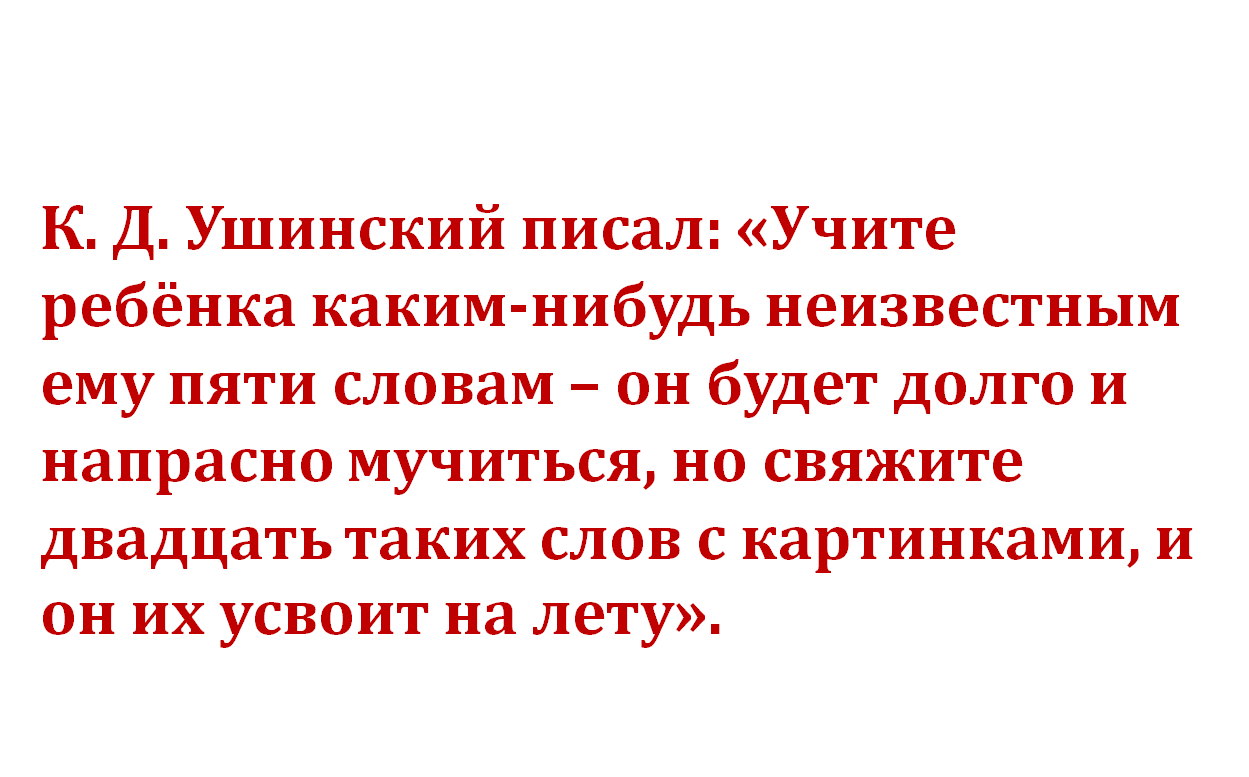 К. Д. Ушинский писал: «Учите
ребёнка каким-нибудь неизвестным
ему пяти словам – он будет долго и
напрасно мучиться, но свяжите
двадцать таких слов с картинками, и
он их усвоит на лету».